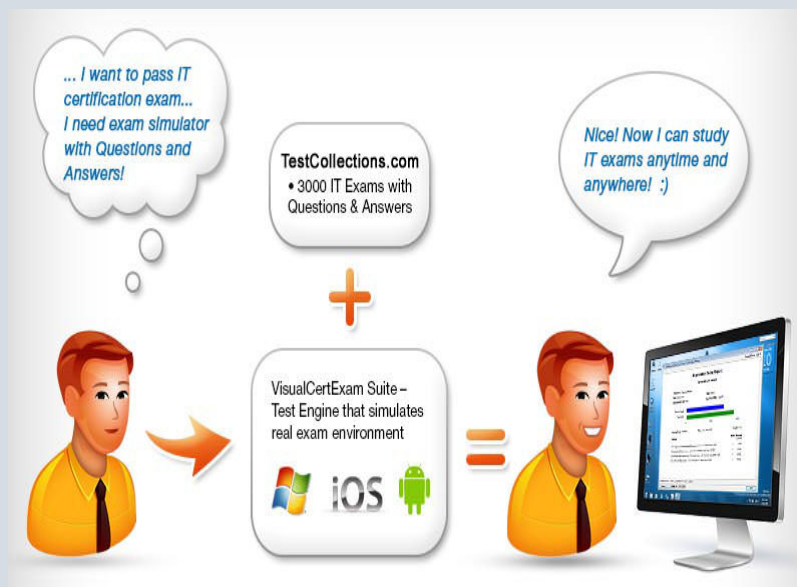 ... I want to pass IT
certification exam...
I need exam simulator
with Questions and
Answers!
TestCollections.com
• 3000 IT Exams with
Questions & Answers
Nice! Now I can study
IT exams anytime and
anywhere! :)
VisualCertExam Suite –
Test Engine that simulates
real exam environment
iOS